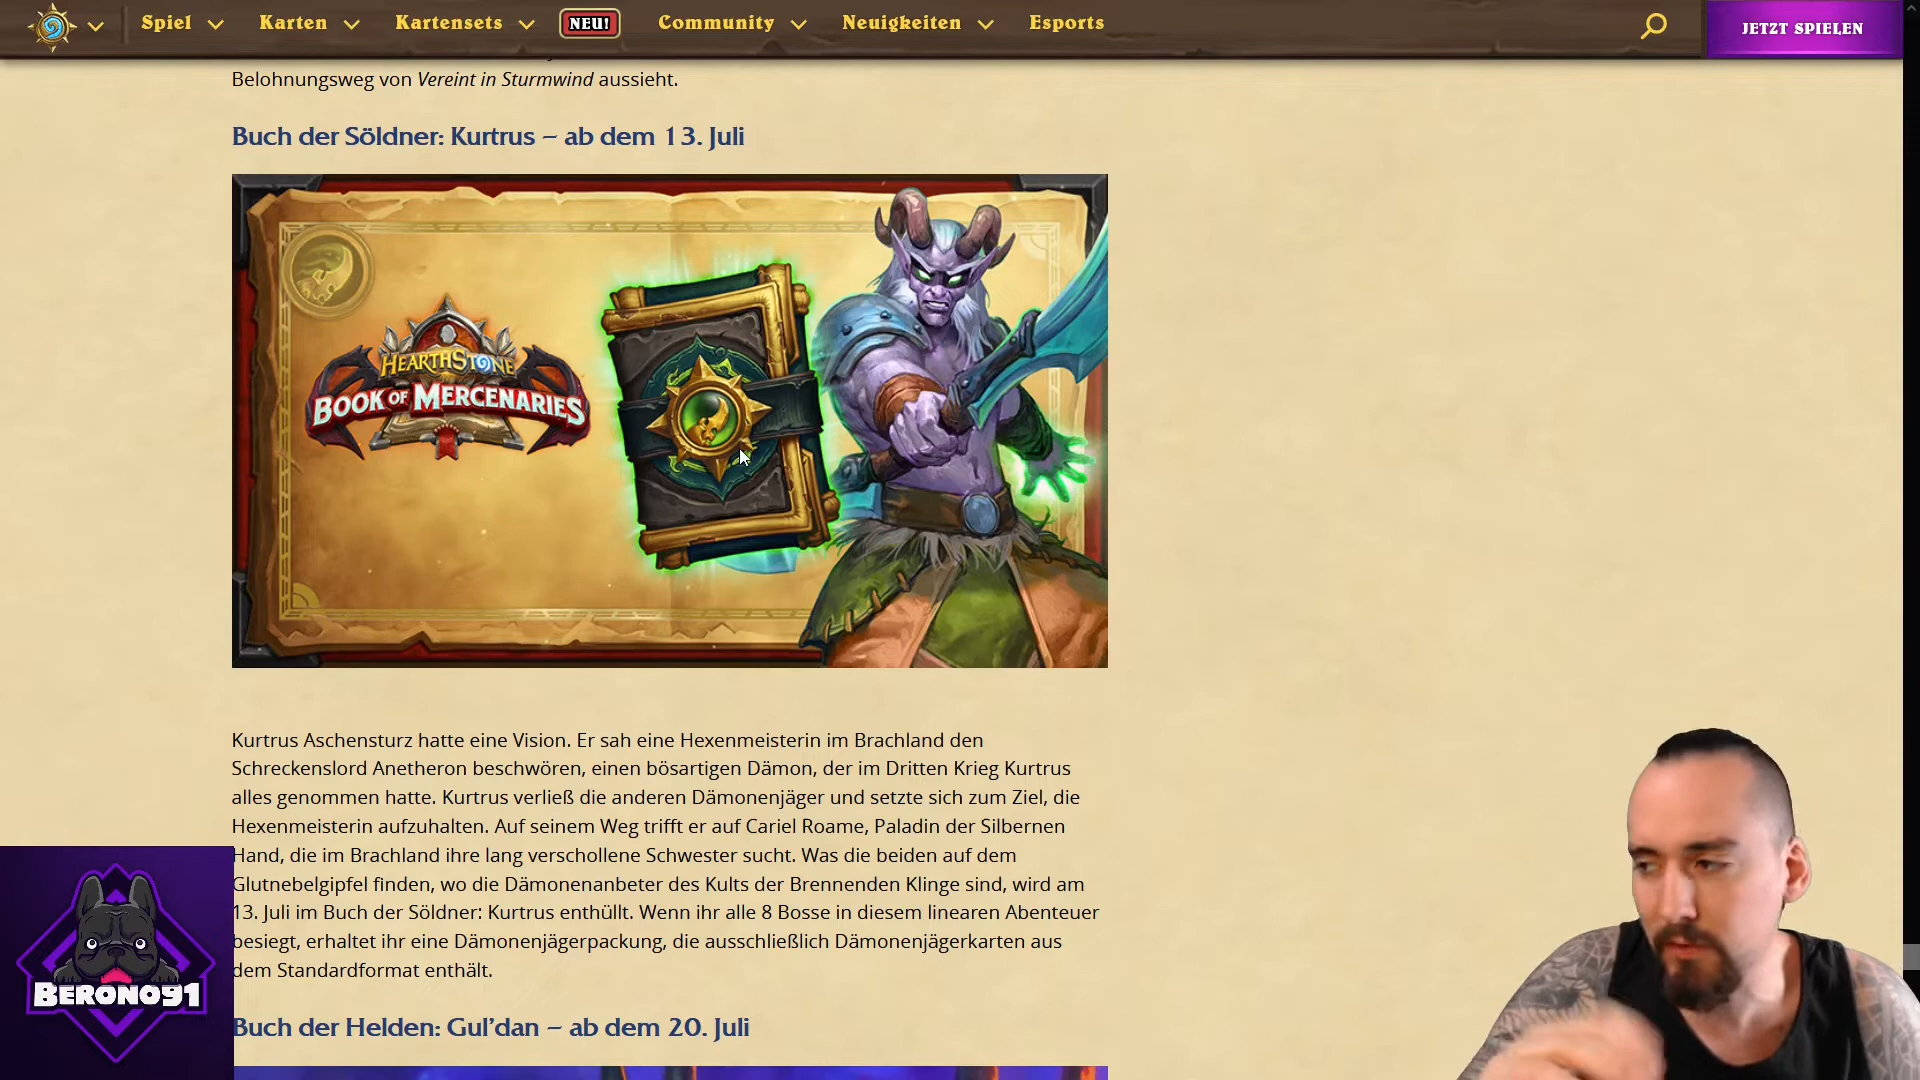 Spiel
Karten
Kartensets
NEU!
Community
Neuigkeiten
Esports
JETZT SPIELEN
Belohnungsweg von Vereint in Sturmwind aussieht.
Buch der Söldner: Kurtrus – ab dem 13. Juli
HEARTHSTONE
BOOK OF MERCENARIES
Kurtrus Aschensturz hatte eine Vision. Er sah eine Hexenmeisterin im Brachland den
Schreckenslord Anetheron beschwören, einen bösartigen Dämon, der im Dritten Krieg Kurtrus
alles genommen hatte. Kurtrus verließ die anderen Dämonenjäger und setzte sich zum Ziel, die
Hexenmeisterin aufzuhalten. Auf seinem Weg trifft er auf Cariel Roame, Paladin der Silbernen
Hand, die im Brachland ihre lang verschollene Schwester sucht. Was die beiden auf dem
Glutnebelgipfel finden, wo die Dämonenanbeter des Kults der Brennenden Klinge sind, wird am
13. Juli im Buch der Söldner: Kurtrus enthüllt. Wenn ihr alle 8 Bosse in diesem linearen Abenteuer
besiegt, erhaltet ihr eine Dämonenjägerpackung, die ausschließlich Dämonenjägerkarten aus
dem Standardformat enthält.
BERONO91
Buch der Helden: Gul’dan – ab dem 20. Juli